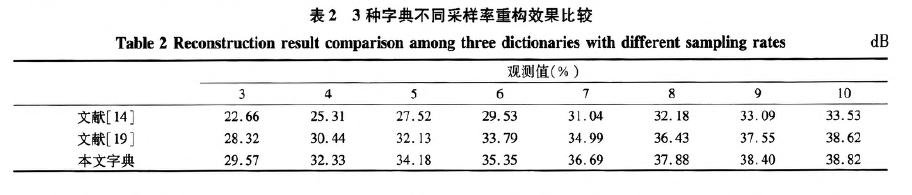 表 2 3 种字典不同采样率重构效果比较
Table 2 Reconstruction result comparison among three dictionaries with different sampling rates dB
观测值(%)
3 4 5 6 7 8 9 10
文献[14] 22.66 25.31 27.52 29.53 31.04 32.18 33.09 33.53
文献[19] 28.32 30.44 32.13 33.79 34.99 36.43 37.55 38.62
本文字典 29.57 32.33 34.18 35.35 36.69 37.88 38.40 38.82